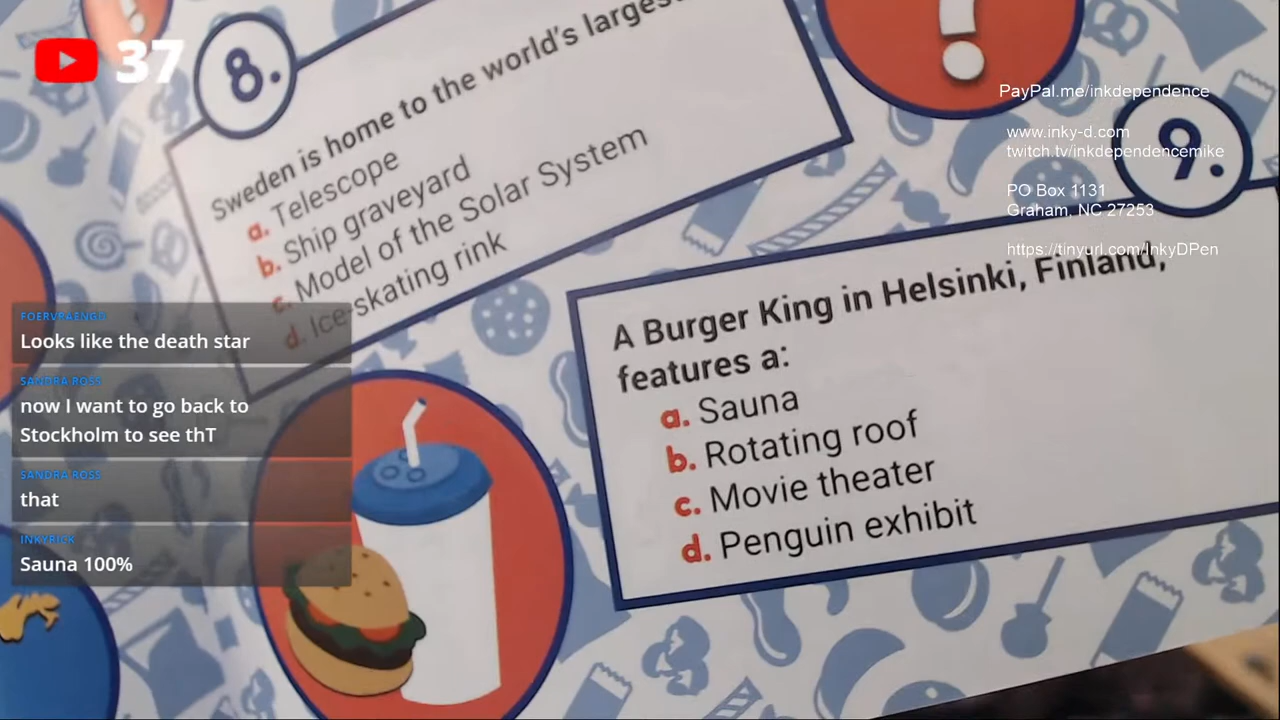 37
8.
Sweden is home to the world's largest
a. Telescope
b. Ship graveyard
c. Model of the Solar System
d. Ice-skating rink
PayPal.me/inkdependence
www.inky-d.com
twitch.tv/inkdependencemike
PO Box 1131
Graham, NC 27253
https://tinyurl.com/InkyDPen
9.
A Burger King in Helsinki, Finland,
features a:
a. Sauna
b. Rotating roof
c. Movie theater
d. Penguin exhibit
FOERVRAENGD
Looks like the death star
SANDRA ROSS
now I want to go back to
Stockholm to see thT
SANDRA ROSS
that
INKYRICK
Sauna 100%